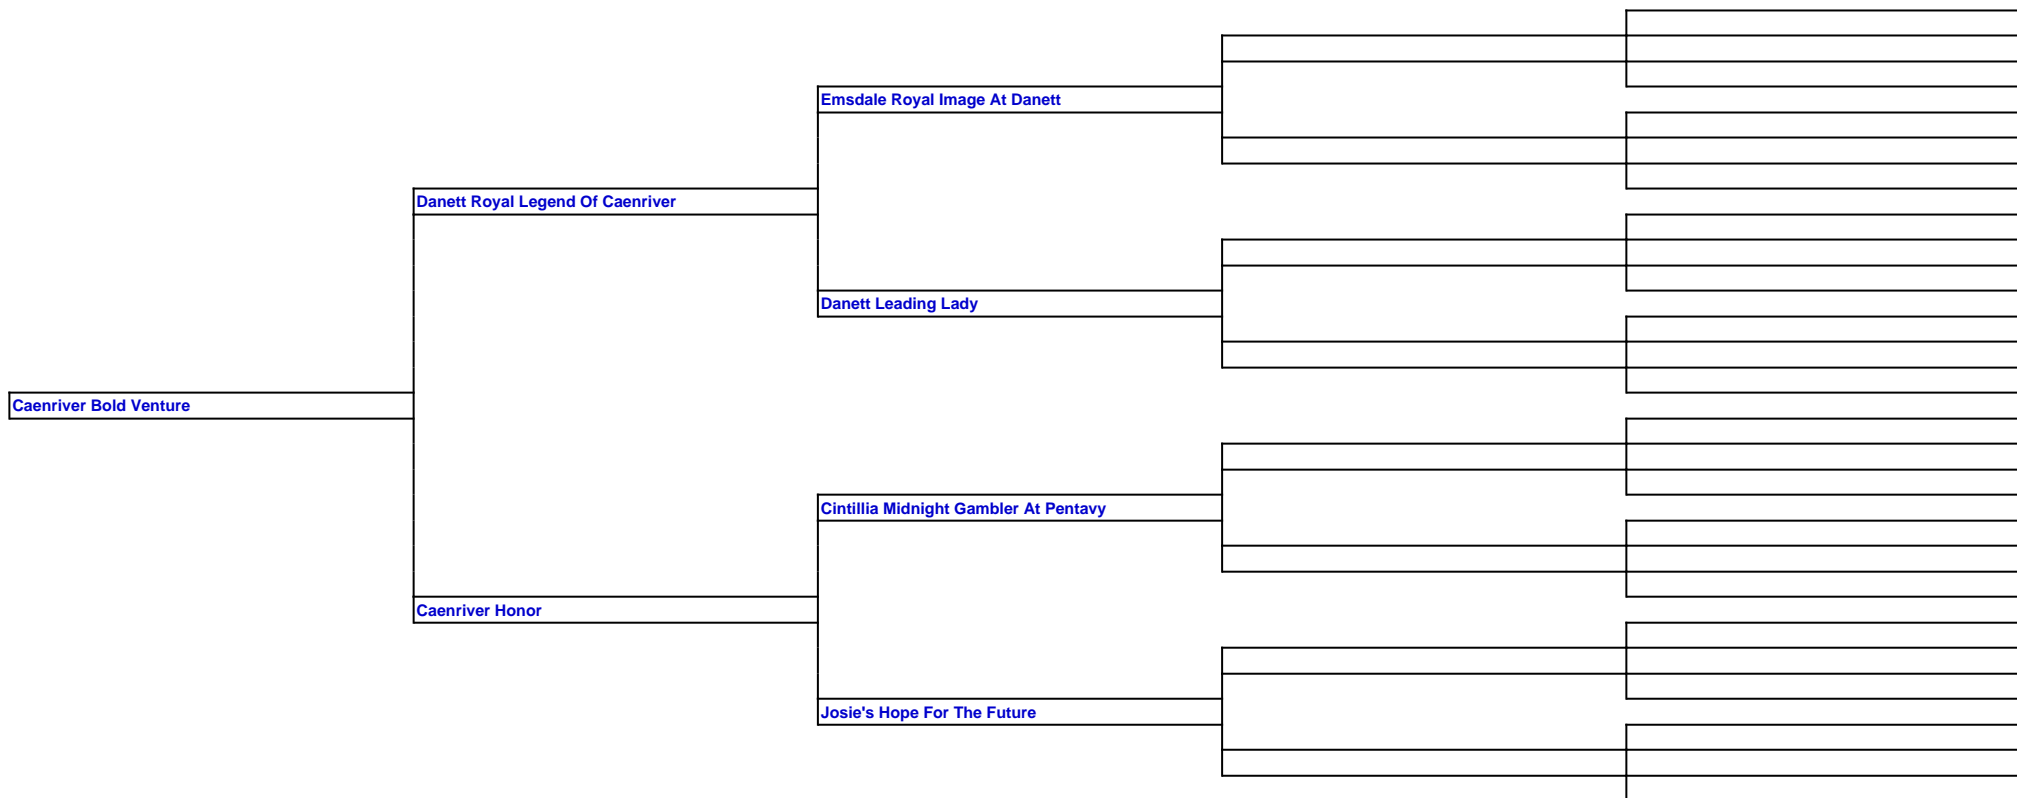 Emsdale Royal Image At Danett
Danett Royal Legend Of Caenriver
Danett Leading Lady
Caenriver Bold Venture
Cintillia Midnight Gambler At Pentavy
Caenriver Honor
Josie's Hope For The Future